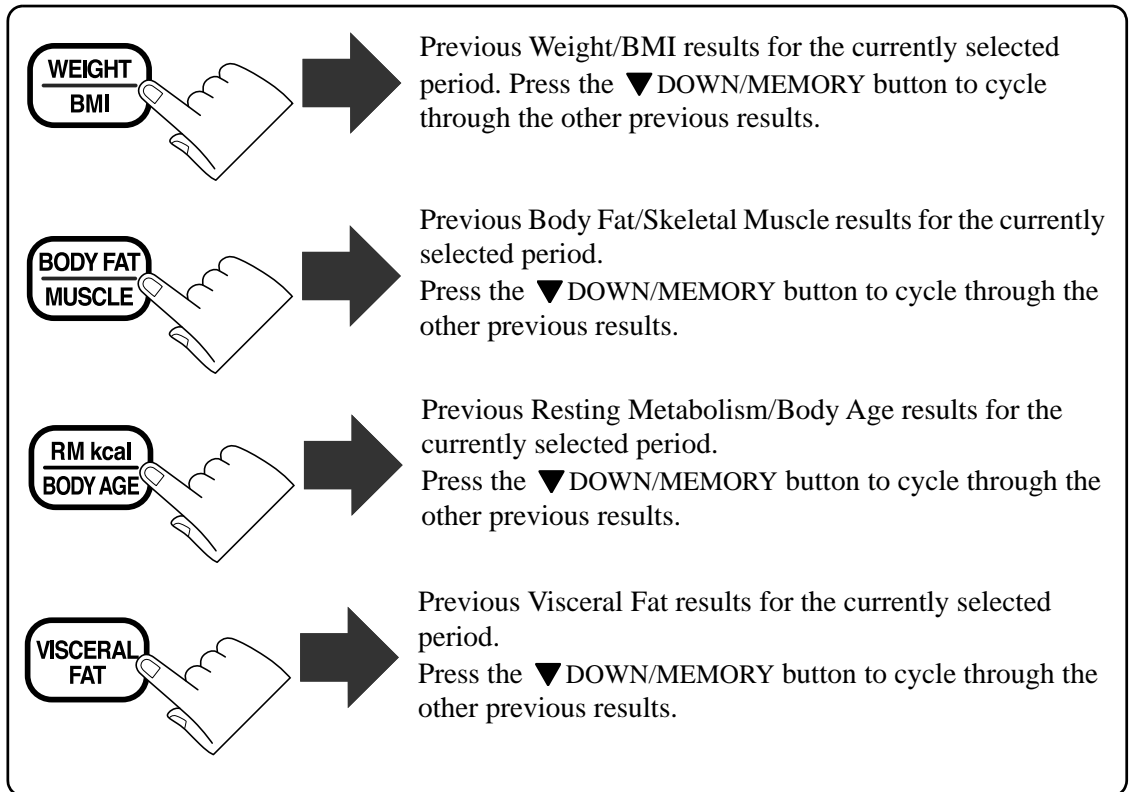 WEIGHT
BMI
Previous Weight/BMI results for the currently selected
period. Press the ▼DOWN/MEMORY button to cycle
through the other previous results.
BODY FAT
MUSCLE
Previous Body Fat/Skeletal Muscle results for the currently
selected period.
Press the ▼DOWN/MEMORY button to cycle through the
other previous results.
RM kcal
BODY AGE
Previous Resting Metabolism/Body Age results for the
currently selected period.
Press the ▼DOWN/MEMORY button to cycle through the
other previous results.
VISCERAL
FAT
Previous Visceral Fat results for the currently selected
period.
Press the ▼DOWN/MEMORY button to cycle through the
other previous results.